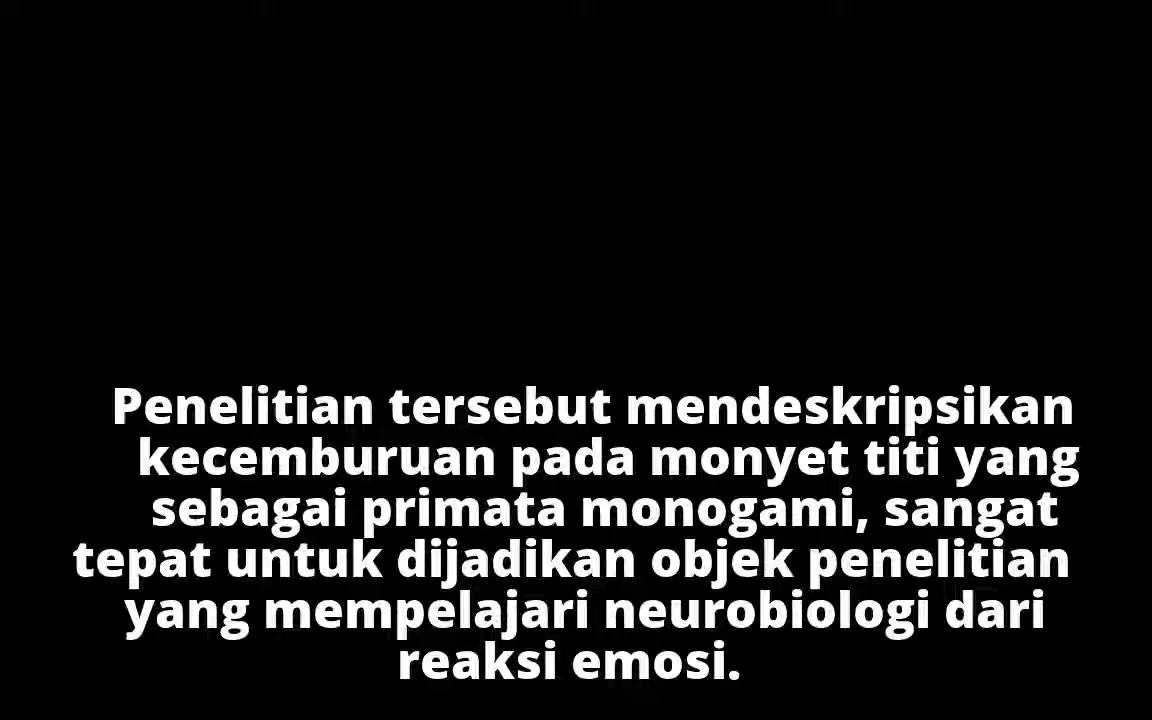 Penelitian tersebut mendeskripsikan
kecemburuan pada monyet titi yang
sebagai primata monogami, sangat
tepat untuk dijadikan objek penelitian
yang mempelajari neurobiologi dari
reaksi emosi.